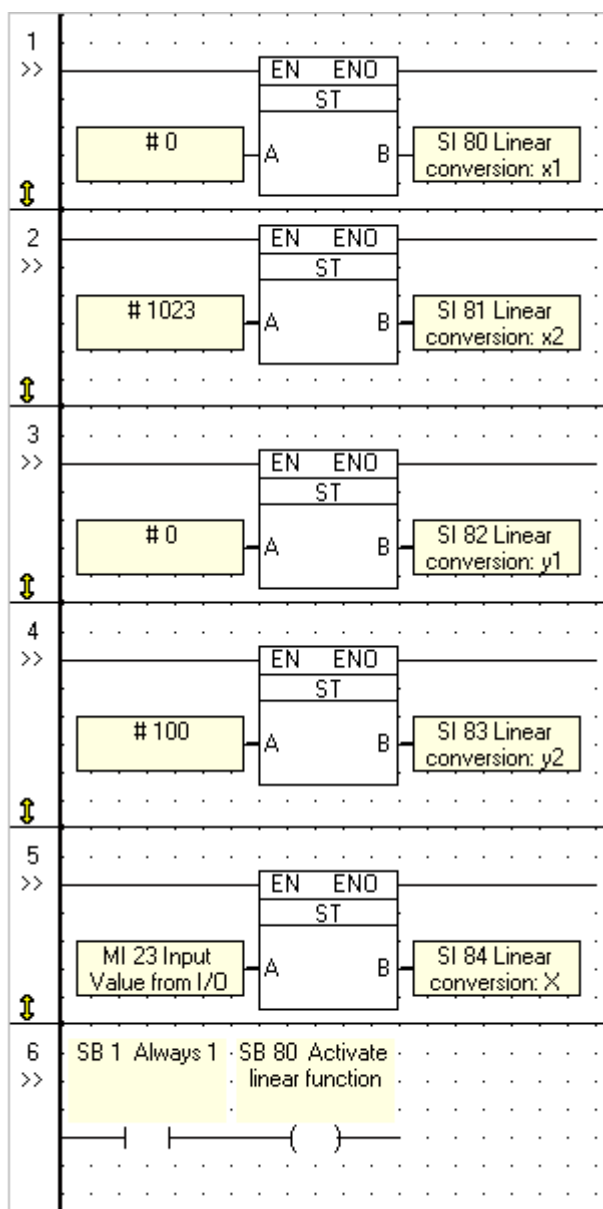 1
>>
EN ENO
ST
# 0
A
B
SI 80 Linear
conversion: x1
2
>>
EN ENO
ST
# 1023
A
B
SI 81 Linear
conversion: x2
3
>>
EN ENO
ST
# 0
A
B
SI 82 Linear
conversion: y1
4
>>
EN ENO
ST
# 100
A
B
SI 83 Linear
conversion: y2
5
>>
EN ENO
ST
MI 23 Input
Value from I/O
A
B
SI 84 Linear
conversion: X
6
>>
SB 1 Always 1
SB 80 Activate
linear function